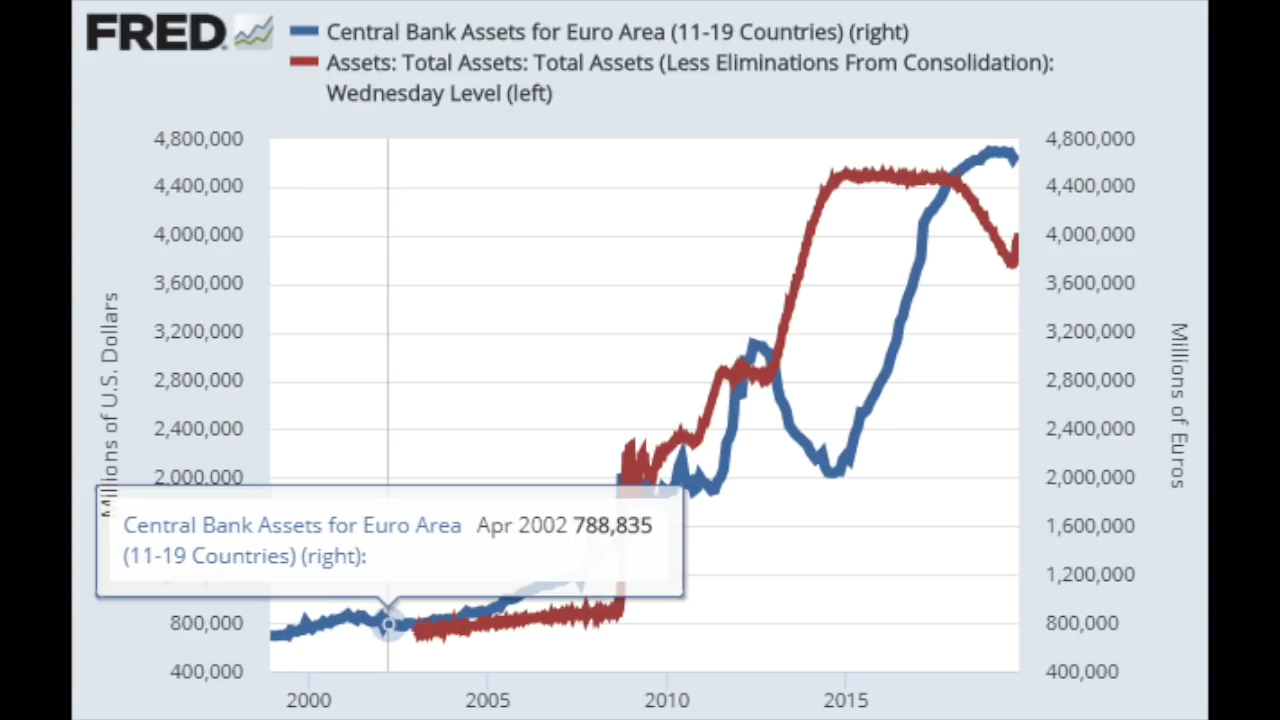 FRED
Central Bank Assets for Euro Area (11-19 Countries) (right)
Assets: Total Assets: Total Assets (Less Eliminations From Consolidation):
Wednesday Level (left)
4,800,000
4,400,000
4,000,000
3,600,000
3,200,000
2,800,000
2,400,000
2,000,000
800,000
400,000
Millions of U.S. Dollars
Central Bank Assets for Euro Area Apr 2002 788,835
(11-19 Countries) (right):
4,800,000
4,400,000
4,000,000
3,600,000
3,200,000
2,800,000
2,400,000
2,000,000
1,600,000
1,200,000
800,000
400,000
Millions of Euros
2000 2005 2010 2015